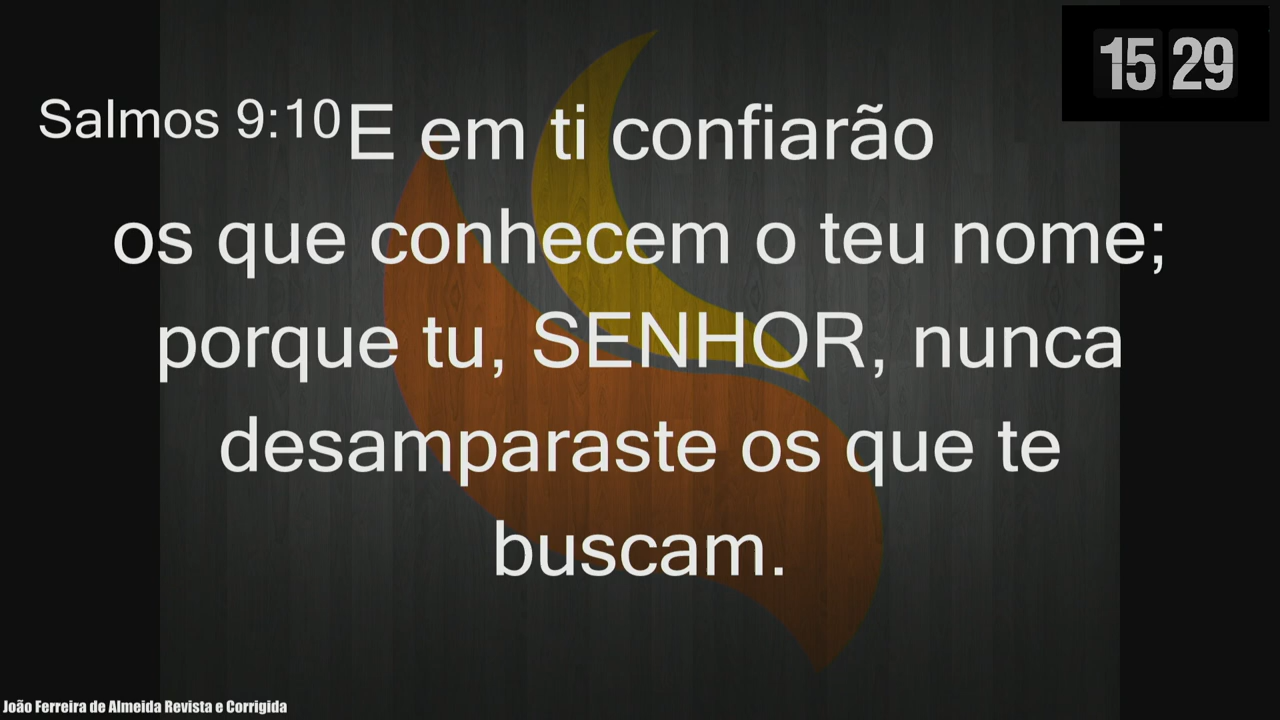 15 29
Salmos 9:10 E em ti confiarão
os que conhecem o teu nome;
porque tu, SENHOR, nunca
desamparaste os que te
buscam.
João Ferreira de Almeida Revista e Corrigida